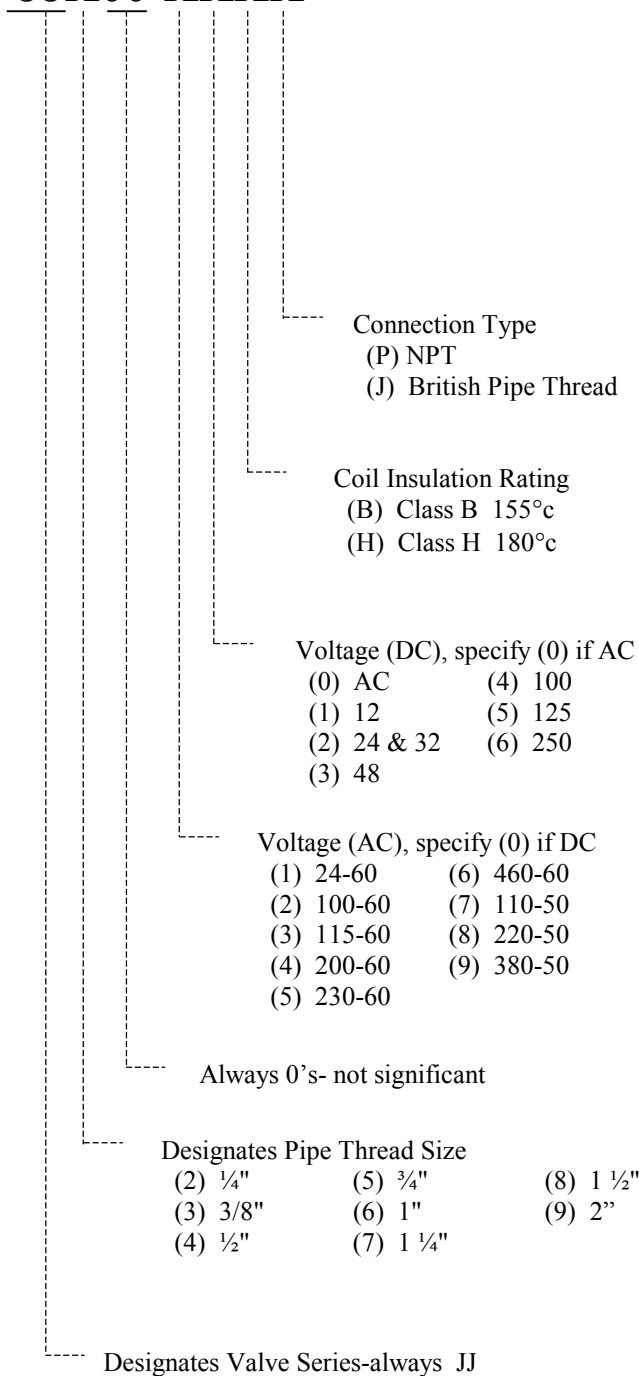 Connection Type
(P) NPT
(J) British Pipe Thread
Coil Insulation Rating
(B) Class B 155°c
(H) Class H 180°c
Voltage (DC), specify (0) if AC
(0) AC (4) 100
(1) 12 (5) 125
(2) 24 & 32 (6) 250
(3) 48
Voltage (AC), specify (0) if DC
(1) 24-60 (6) 460-60
(2) 100-60 (7) 110-50
(3) 115-60 (8) 220-50
(4) 200-60 (9) 380-50
(5) 230-60
Always 0’s- not significant
Designates Pipe Thread Size
(2) ¼" (5) ¾" (8) 1 ½"
(3) 3/8" (6) 1" (9) 2”
(4) ½" (7) 1 ¼"
Designates Valve Series-always JJ